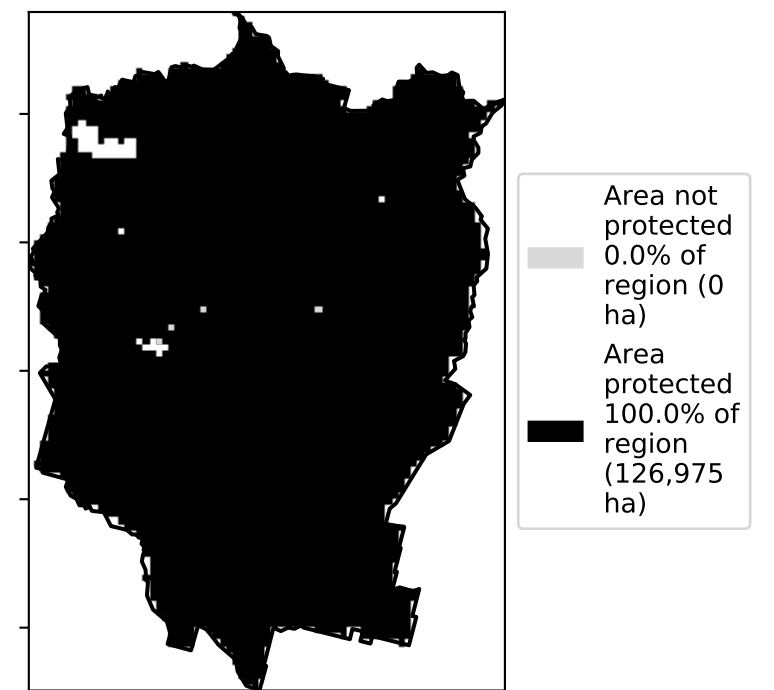 Area not
protected
0.0% of
region (0
ha)
Area
protected
100.0% of
region
(126,975
ha)